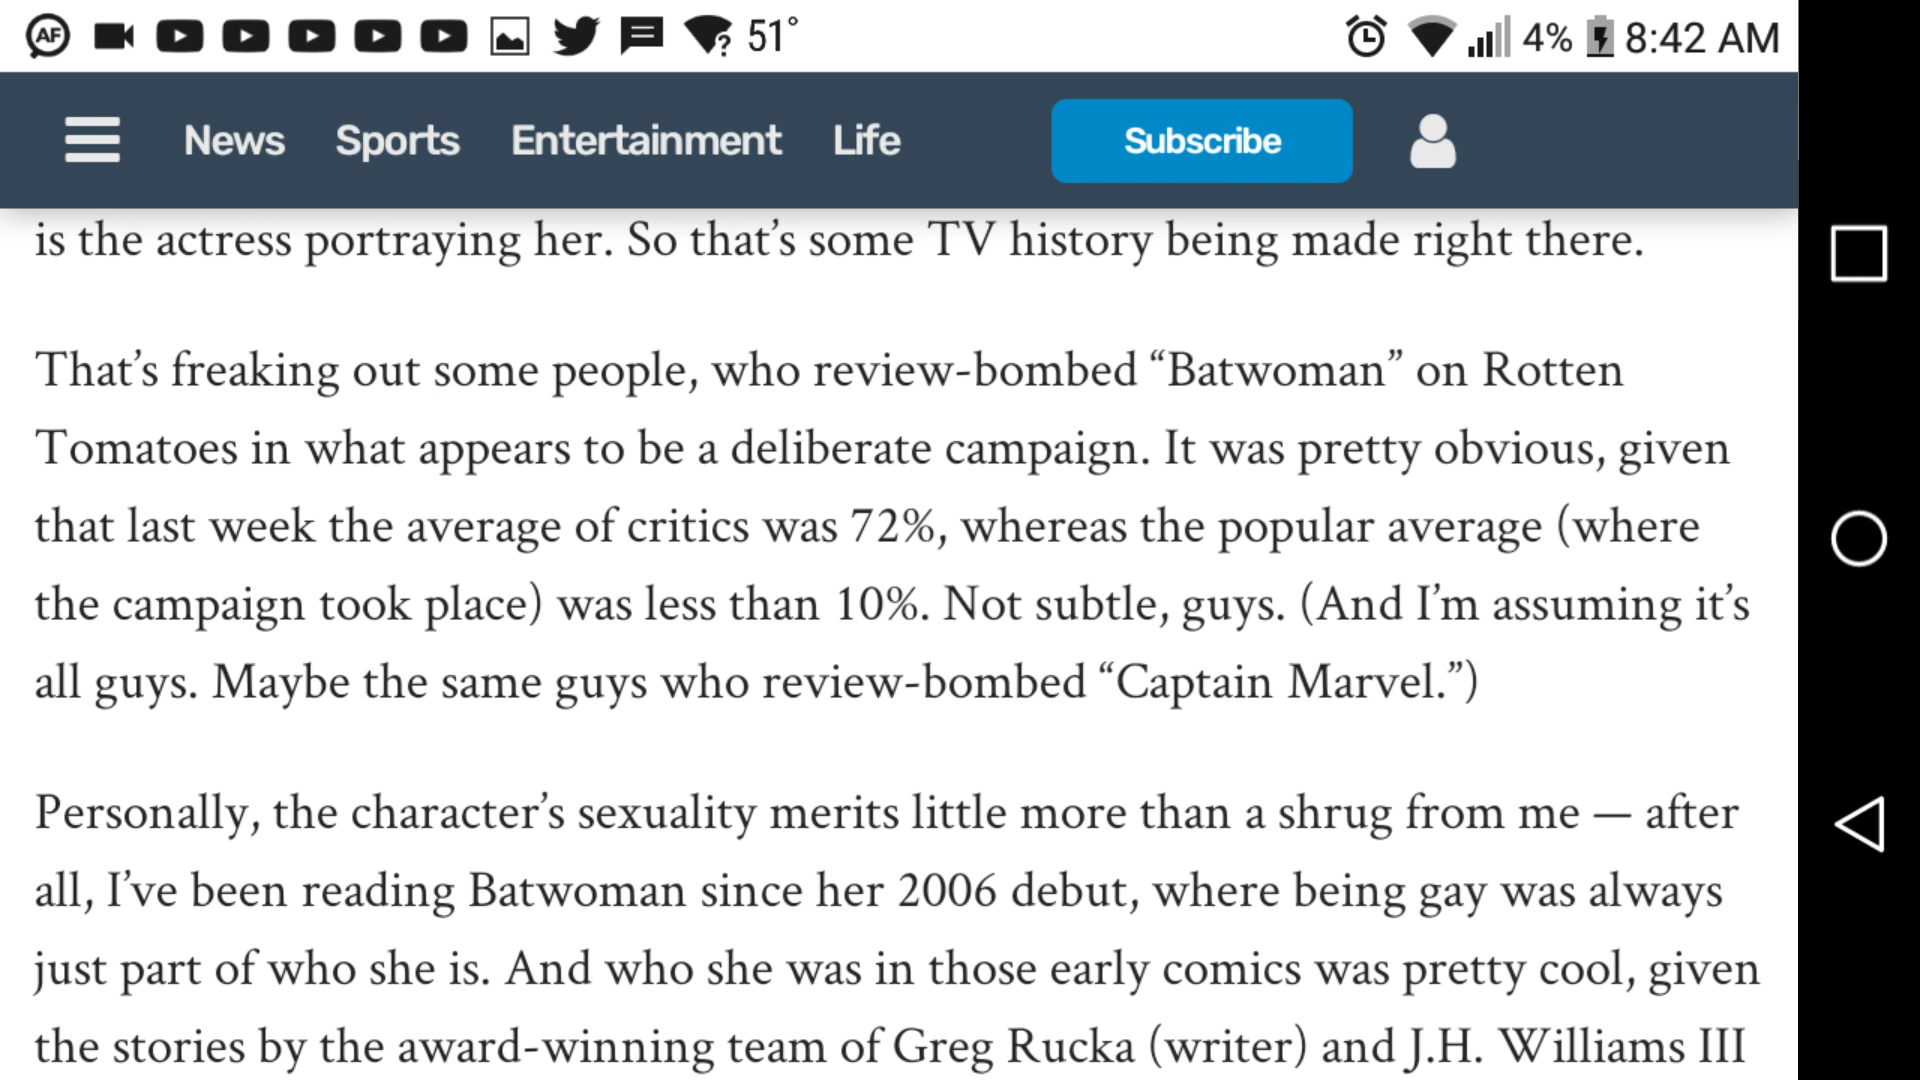 AF 51° 4% 8:42 AM
News Sports Entertainment Life Subscribe
is the actress portraying her. So that’s some TV history being made right there.
That’s freaking out some people, who review-bombed “Batwoman” on Rotten
Tomatoes in what appears to be a deliberate campaign. It was pretty obvious, given
that last week the average of critics was 72%, whereas the popular average (where
the campaign took place) was less than 10%. Not subtle, guys. (And I’m assuming it’s
all guys. Maybe the same guys who review-bombed “Captain Marvel.”)
Personally, the character’s sexuality merits little more than a shrug from me — after
all, I’ve been reading Batwoman since her 2006 debut, where being gay was always
just part of who she is. And who she was in those early comics was pretty cool, given
the stories by the award-winning team of Greg Rucka (writer) and J.H. Williams III